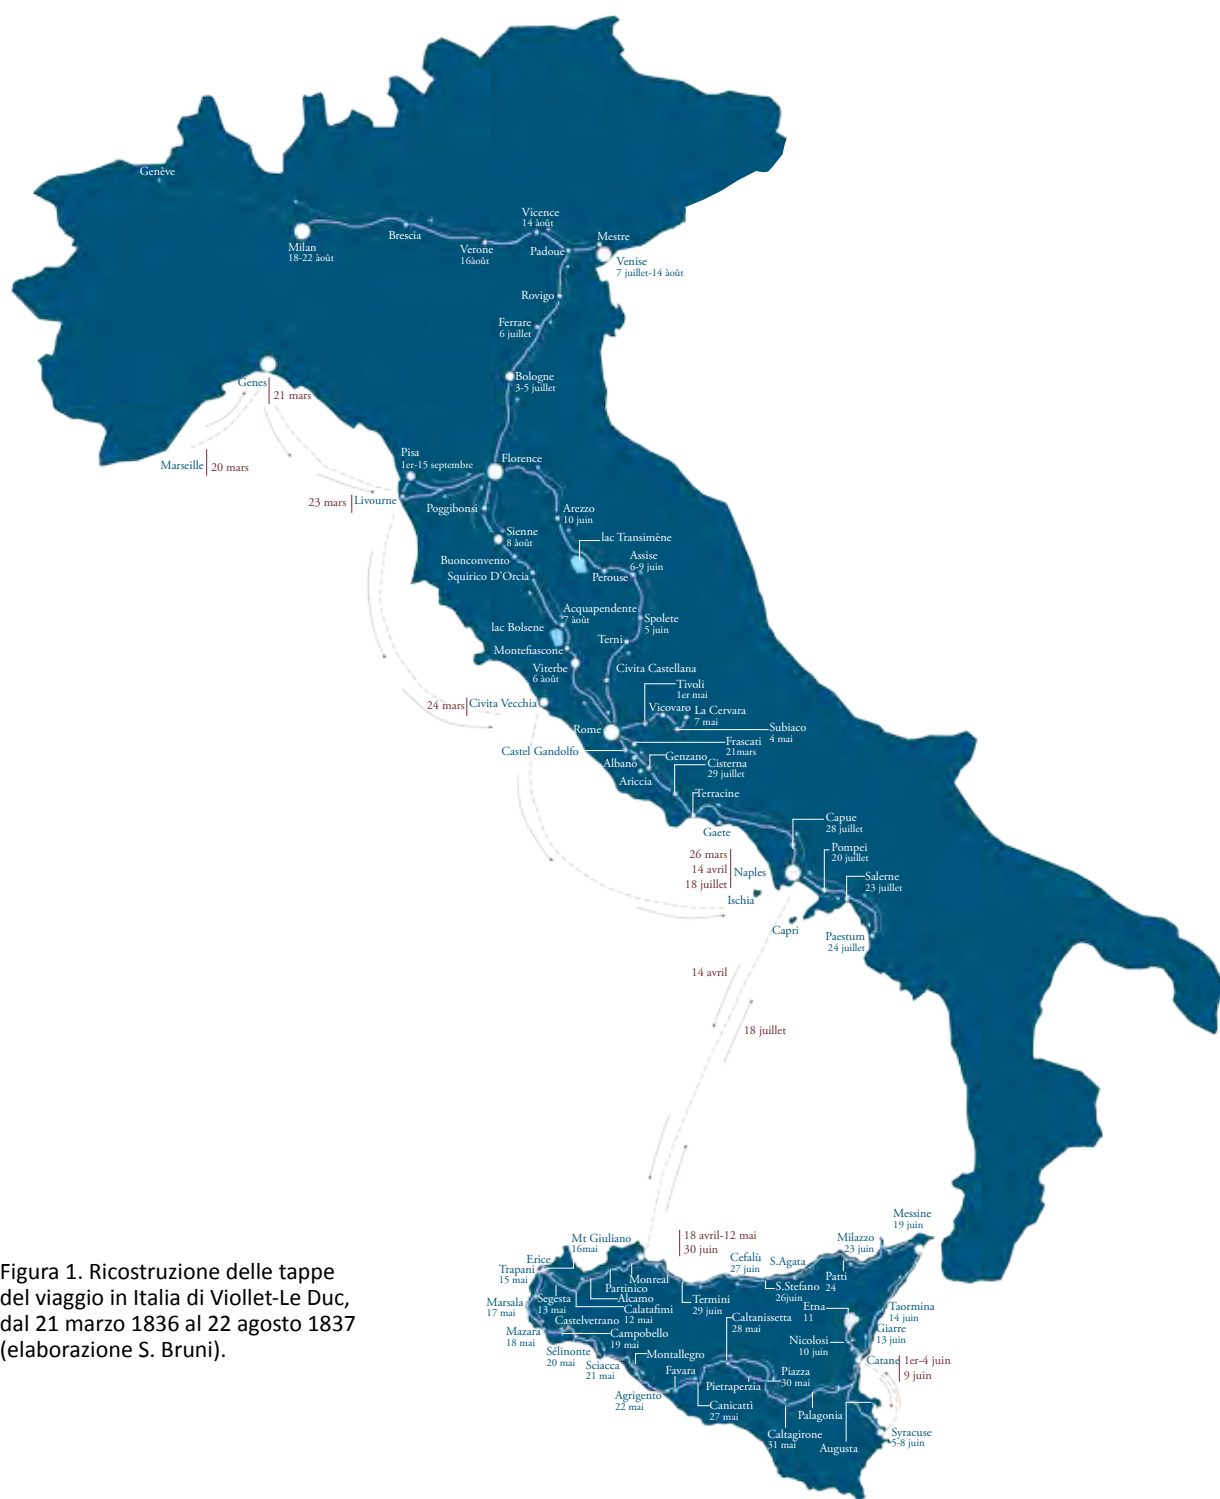 Genève
Milan
18-22 àoût
Brescia
Verone
16àoût
Vicence
14 àoût
Padoue
Mestre
Venise
7 juillet-14 àoût
Rovigo
Ferrare
6 juillet
Bologne
3-5 juillet
Genes
21 mars
Marseille
20 mars
23 mars
Livourne
Pisa
1er-15 septembre
Florence
Poggibonsi
Arezzo
10 juin
Sienne
8 àoût
lac Transimène
Buonconvento
Assise
6-9 juin
Squirico D'Orcia
Perouse
Acquapendente
7 àoût
Spolete
5 juin
lac Bolsene
Terni
Montefiascone
Viterbe
6 àoût
Civita Castellana
Tivoli
1er mai
24 mars
Civita Vecchia
Vicovaro
La Cervara
7 mai
Rome
Subiaco
4 mai
Frascati
21mars
Castel Gandolfo
Albano
Genzano
Cisterna
29 juillet
Ariccia
Terracine
Gaete
Capue
28 juillet
26 mars
14 avril
18 juillet
Naples
Pompei
20 juillet
Salerne
23 juillet
Ischia
Capri
Paestum
24 juillet
14 avril
18 juillet
Messine
19 juin
Mt Giuliano
16mai
18 avril-12 mai
30 juin
Milazzo
23 juin
Erice
Trapani
15 mai
Cefalù
27 juin
S.Agata
Monreal
Partinico
Patti
24
Segesta
13 mai
Alcamo
Calatafimi
12 mai
Termini
29 juin
S.Stefano
26juin
Marsala
17 mai
Castelvetrano
Caltanissetta
28 mai
Etna
11
Taormina
14 juin
Mazara
18 mai
Campobello
19 mai
Giarre
13 juin
Nicolosi
10 juin
Sélinonte
20 mai
Montallegro
Sciacca
21 mai
Catane
1er-4 juin
9 juin
Favara
Piazza
30 mai
Pietraperzia
Agrigento
22 mai
Canicattì
27 mai
Palagonia
Caltagirone
31 mai
Augusta
Syracuse
5-8 juin
Figura 1. Ricostruzione delle tappe
del viaggio in Italia di Viollet-Le Duc,
dal 21 marzo 1836 al 22 agosto 1837
(elaborazione S. Bruni).